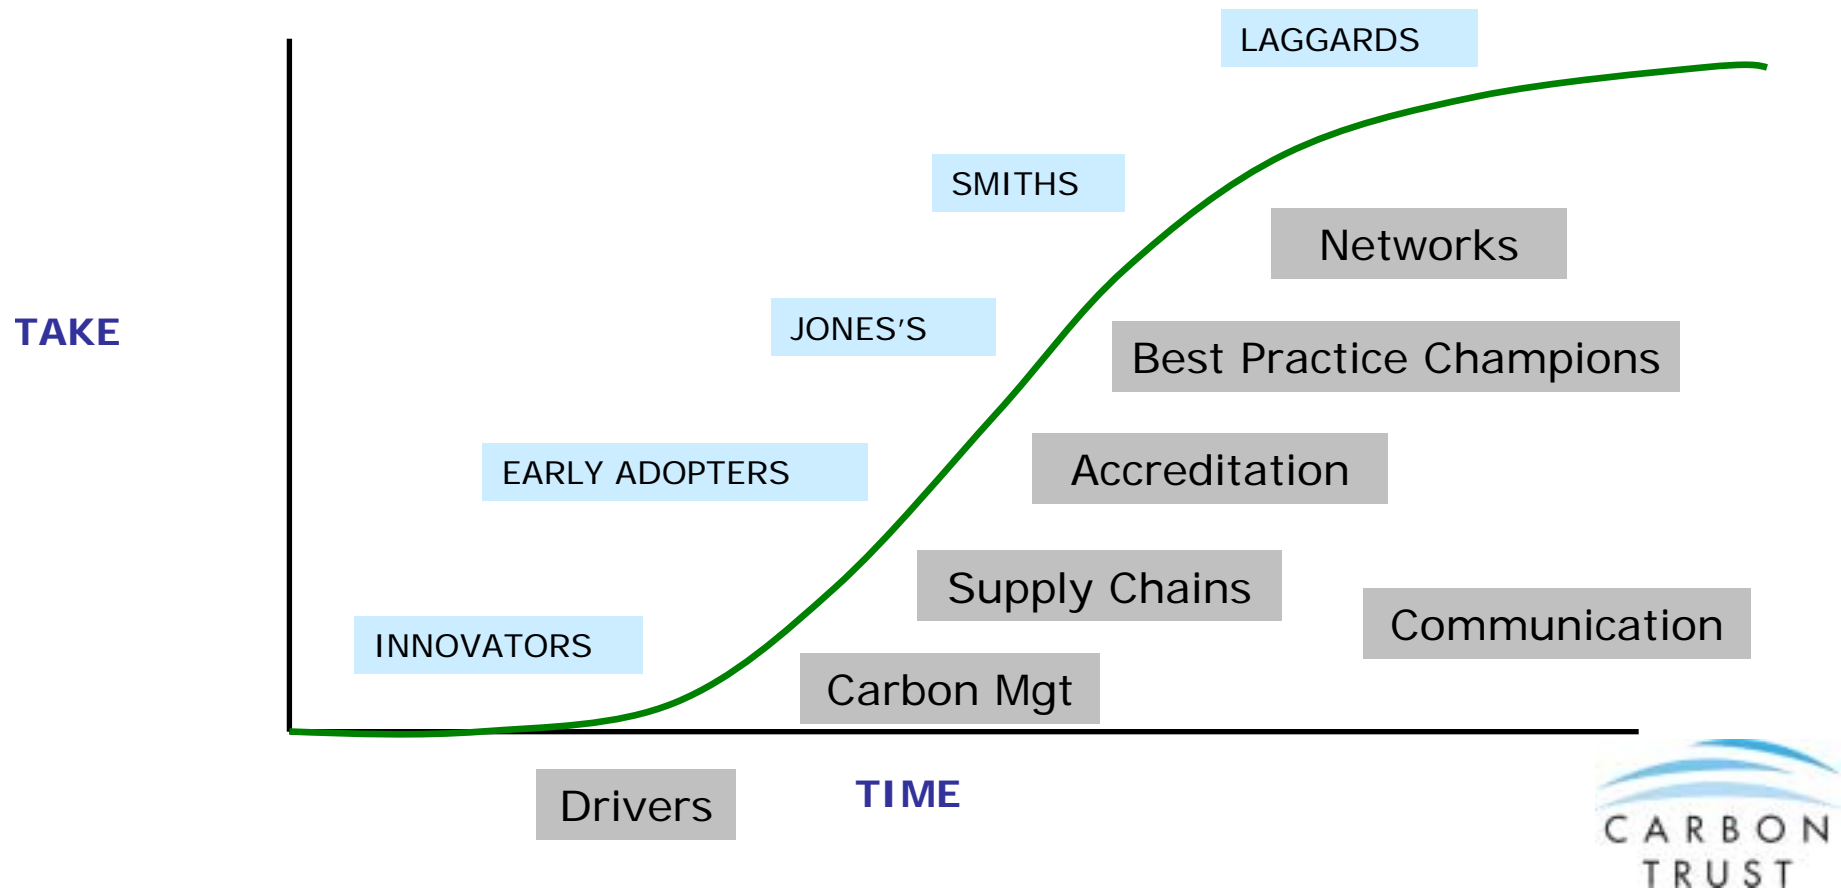 LAGGARDS
SMITHS
Networks
JONES’S
TAKE
Best Practice Champions
EARLY ADOPTERS
Accreditation
Supply Chains
Communication
INNOVATORS
Carbon Mgt
Drivers
TIME
CARBON
TRUST